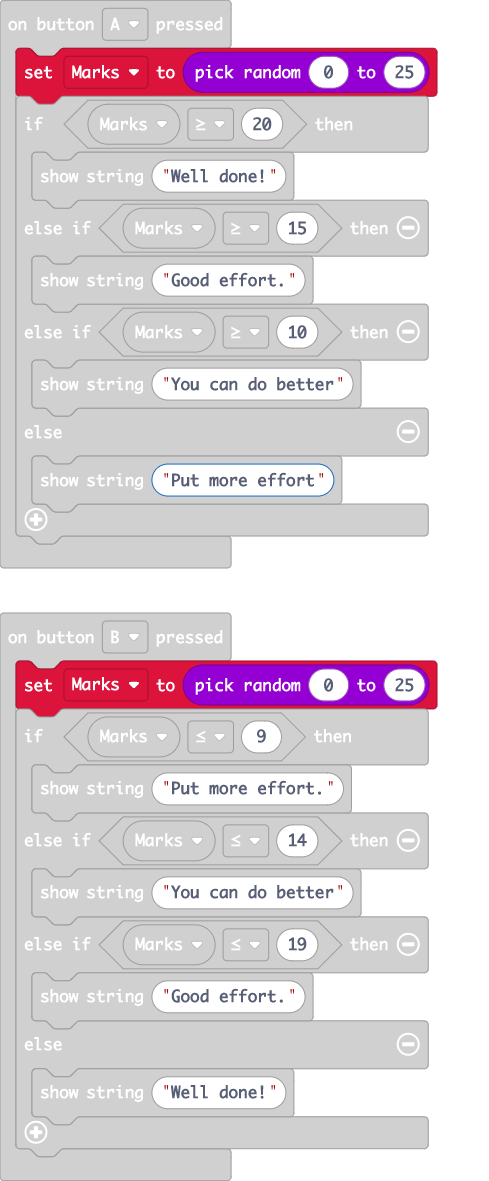 on button A pressed
set Marks to pick random 0 to 25
if Marks ≥ 20 then
show string "Well done!"
else if Marks ≥ 15 then
show string "Good effort."
else if Marks ≥ 10 then
show string "You can do better"
else
show string "Put more effort"
on button B pressed
set Marks to pick random 0 to 25
if Marks ≤ 9 then
show string "Put more effort."
else if Marks ≤ 14 then
show string "You can do better"
else if Marks ≤ 19 then
show string "Good effort."
else
show string "Well done!"